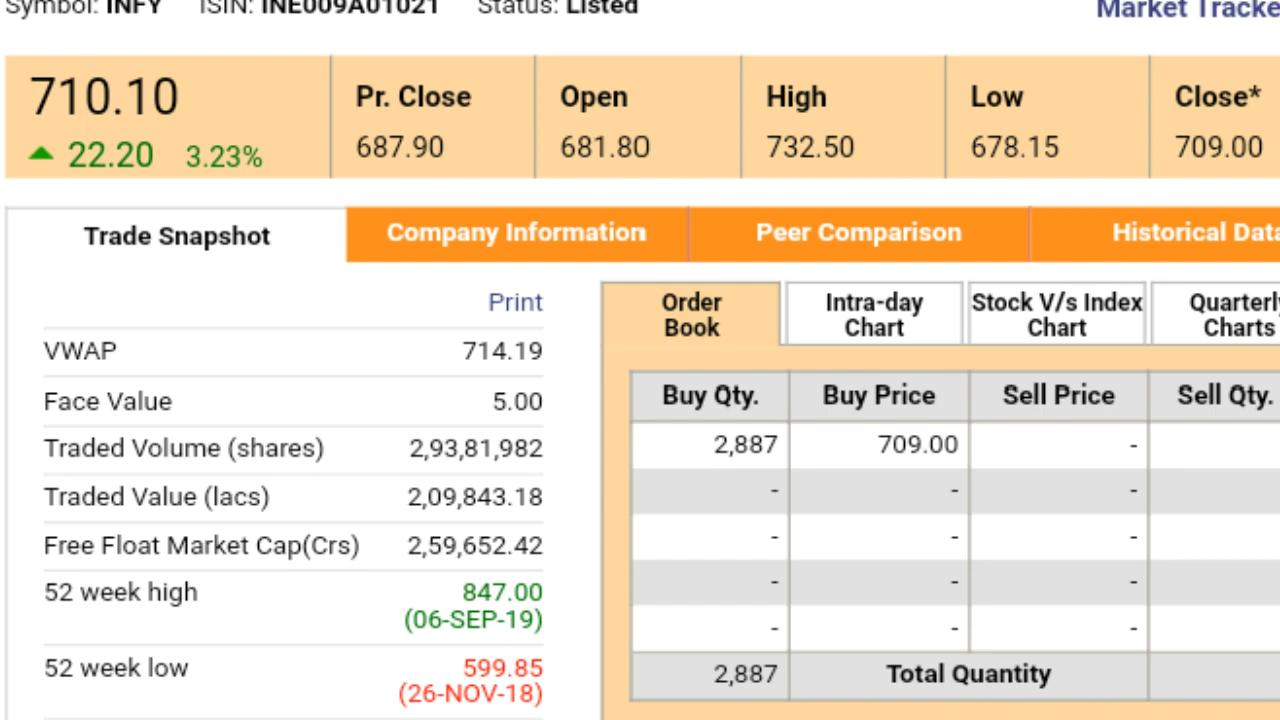 Symbol: INFY ISIN: INE009A01021 Status: Listed Market Tracke
710.10 Pr. Close Open High Low Close*
22.20 3.23% 687.90 681.80 732.50 678.15 709.00
Trade Snapshot Company Information Peer Comparison Historical Data
Print
VWAP 714.19
Face Value 5.00
Traded Volume (shares) 2,93,81,982
Traded Value (lacs) 2,09,843.18
Free Float Market Cap(Crs) 2,59,652.42
52 week high 847.00
(06-SEP-19)
52 week low 599.85
(26-NOV-18)
Order Intra-day Stock V/s Index Quarterly
Book Chart Chart Charts
Buy Qty. Buy Price Sell Price Sell Qty.
2,887 709.00 -
- - -
- - -
- - -
- - -
2,887 Total Quantity